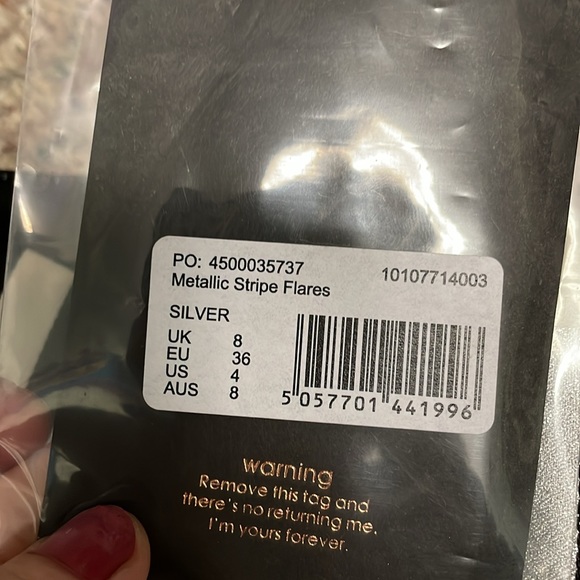 PO: 4500035737 10107714003
Metallic Stripe Flares
SILVER
UK 8
EU 36
US 4
AUS 8
5 057701 441996
warning
Remove this tag and
there's no returning me.
I'm yours forever.